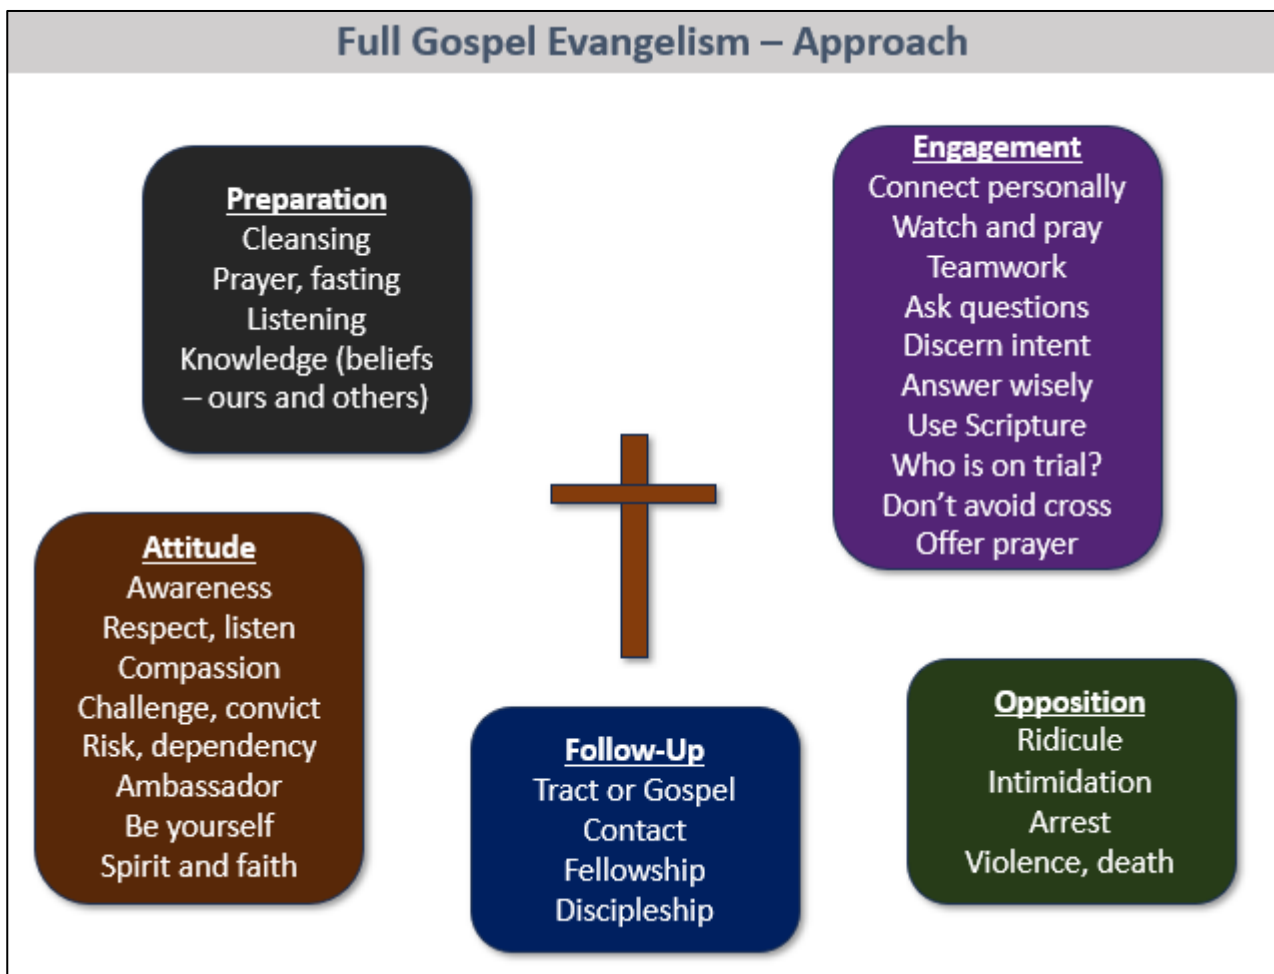 Full Gospel Evangelism – Approach
Preparation
Cleansing
Prayer, fasting
Listening
Knowledge (beliefs
– ours and others)
Engagement
Connect personally
Watch and pray
Teamwork
Ask questions
Discern intent
Answer wisely
Use Scripture
Who is on trial?
Don’t avoid cross
Offer prayer
Attitude
Awareness
Respect, listen
Compassion
Challenge, convict
Risk, dependency
Ambassador
Be yourself
Spirit and faith
Follow-Up
Tract or Gospel
Contact
Fellowship
Discipleship
Opposition
Ridicule
Intimidation
Arrest
Violence, death